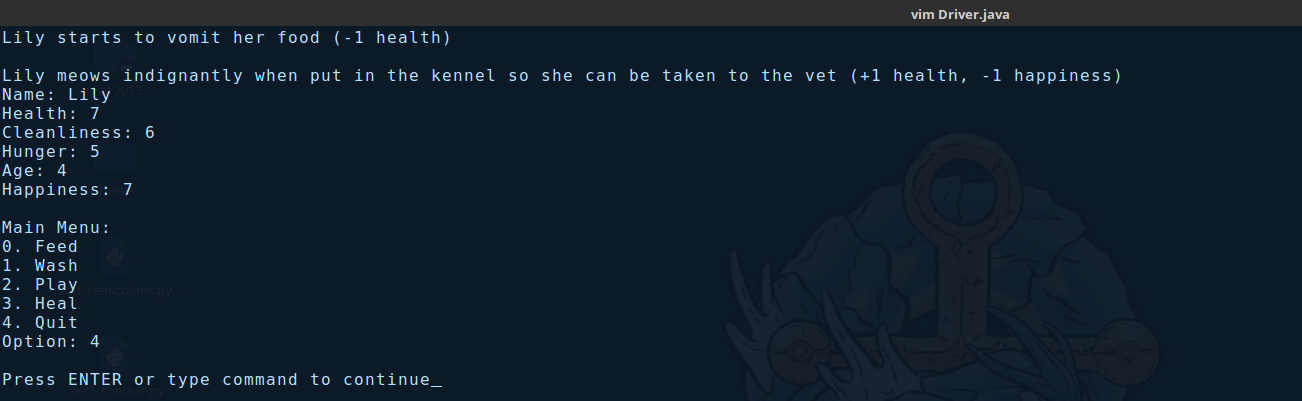 vim Driver.java
Lily starts to vomit her food (-1 health)
Lily meows indignantly when put in the kennel so she can be taken to the vet (+1 health, -1 happiness)
2019
Name: Lily
Health: 7
Cleanliness: 6
Hunger: 5
Age: 4
Happiness: 7
Main Menu:
0. Feed
1. Wash
2. Play
_semicolons.py
3. Heal
4. Quit
Option: 4
Press ENTER or type command to continue_